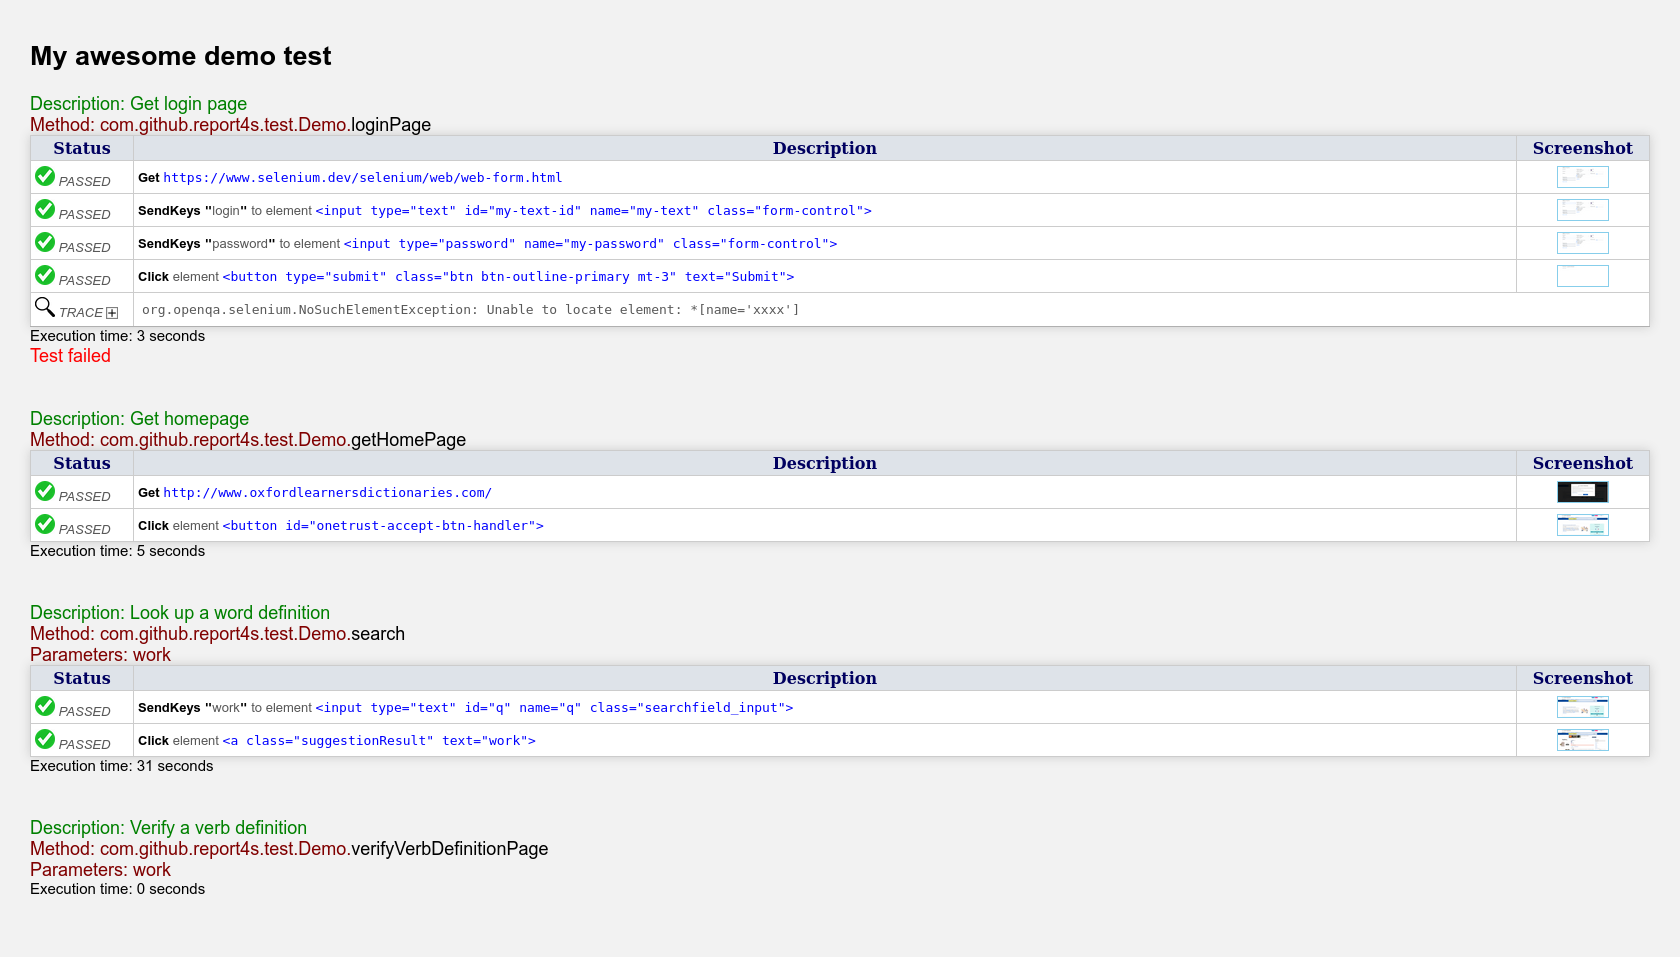 My awesome demo test
Description: Get login page
Method: com.github.report4s.test.Demo.loginPage
Status Description Screenshot
PASSED Get https://www.selenium.dev/selenium/web/web-form.html
PASSED SendKeys "login" to element <input type="text" id="my-text-id" name="my-text" class="form-control">
PASSED SendKeys "password" to element <input type="password" name="my-password" class="form-control">
PASSED Click element <button type="submit" class="btn btn-outline-primary mt-3" text="Submit">
TRACE org.openqa.selenium.NoSuchElementException: Unable to locate element: *[name='xxxx']
Execution time: 3 seconds
Test failed
Description: Get homepage
Method: com.github.report4s.test.Demo.getHomePage
Status Description Screenshot
PASSED Get http://www.oxfordlearnersdictionaries.com/
PASSED Click element <button id="onetrust-accept-btn-handler">
Execution time: 5 seconds
Description: Look up a word definition
Method: com.github.report4s.test.Demo.search
Parameters: work
Status Description Screenshot
PASSED SendKeys "work" to element <input type="text" id="q" name="q" class="searchfield_input">
PASSED Click element <a class="suggestionResult" text="work">
Execution time: 31 seconds
Description: Verify a verb definition
Method: com.github.report4s.test.Demo.verifyVerbDefinitionPage
Parameters: work
Execution time: 0 seconds